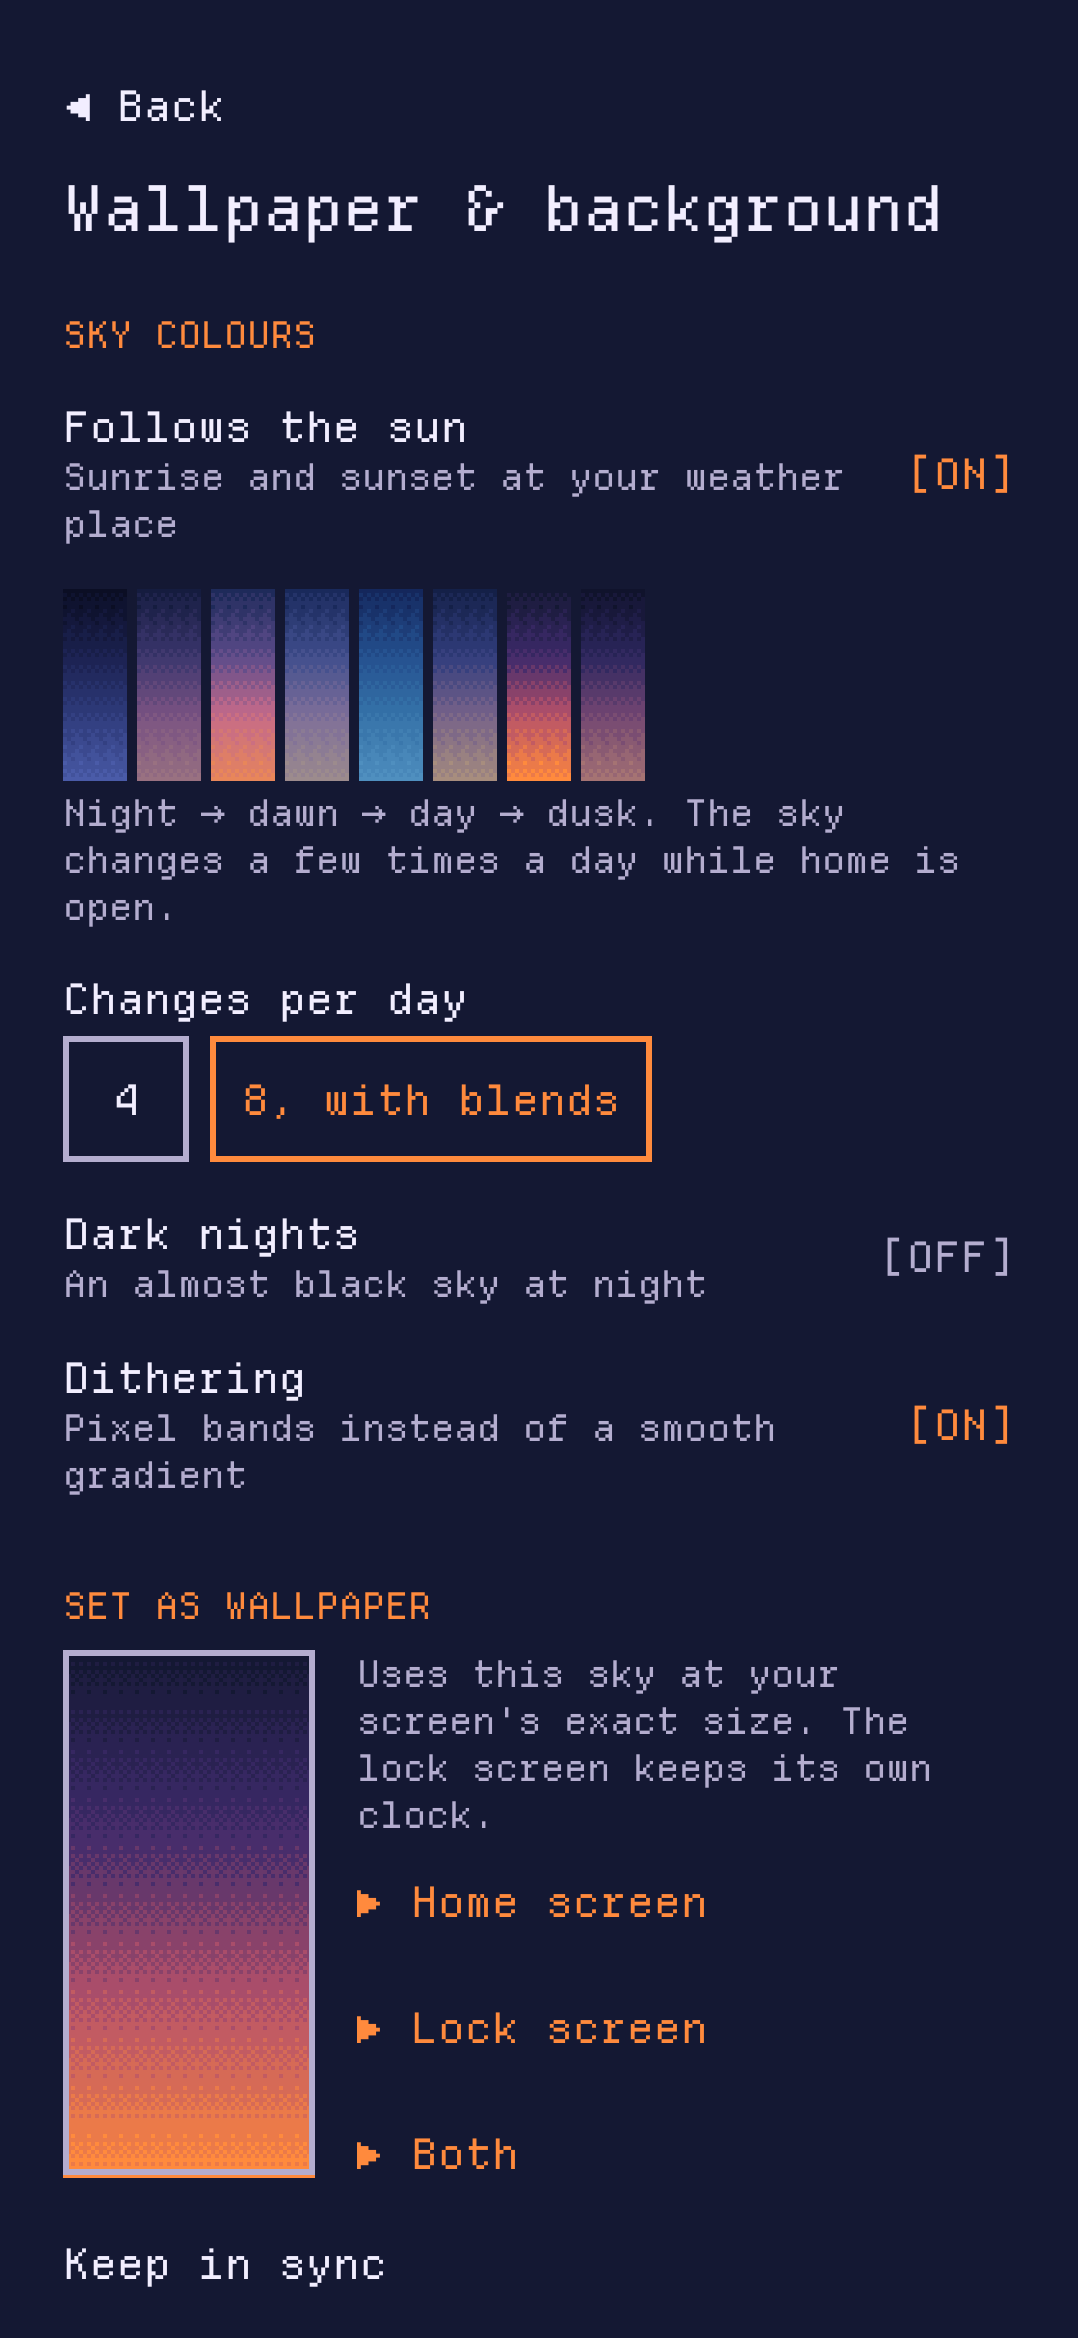 ◀ Back
Wallpaper & background
SKY COLOURS
Follows the sun
Sunrise and sunset at your weather
place
[ON]
Night → dawn → day → dusk. The sky
changes a few times a day while home is
open.
Changes per day
4
8, with blends
Dark nights
An almost black sky at night
[OFF]
Dithering
Pixel bands instead of a smooth
gradient
[ON]
SET AS WALLPAPER
Uses this sky at your
screen's exact size. The
lock screen keeps its own
clock.
▶ Home screen
▶ Lock screen
▶ Both
Keep in sync